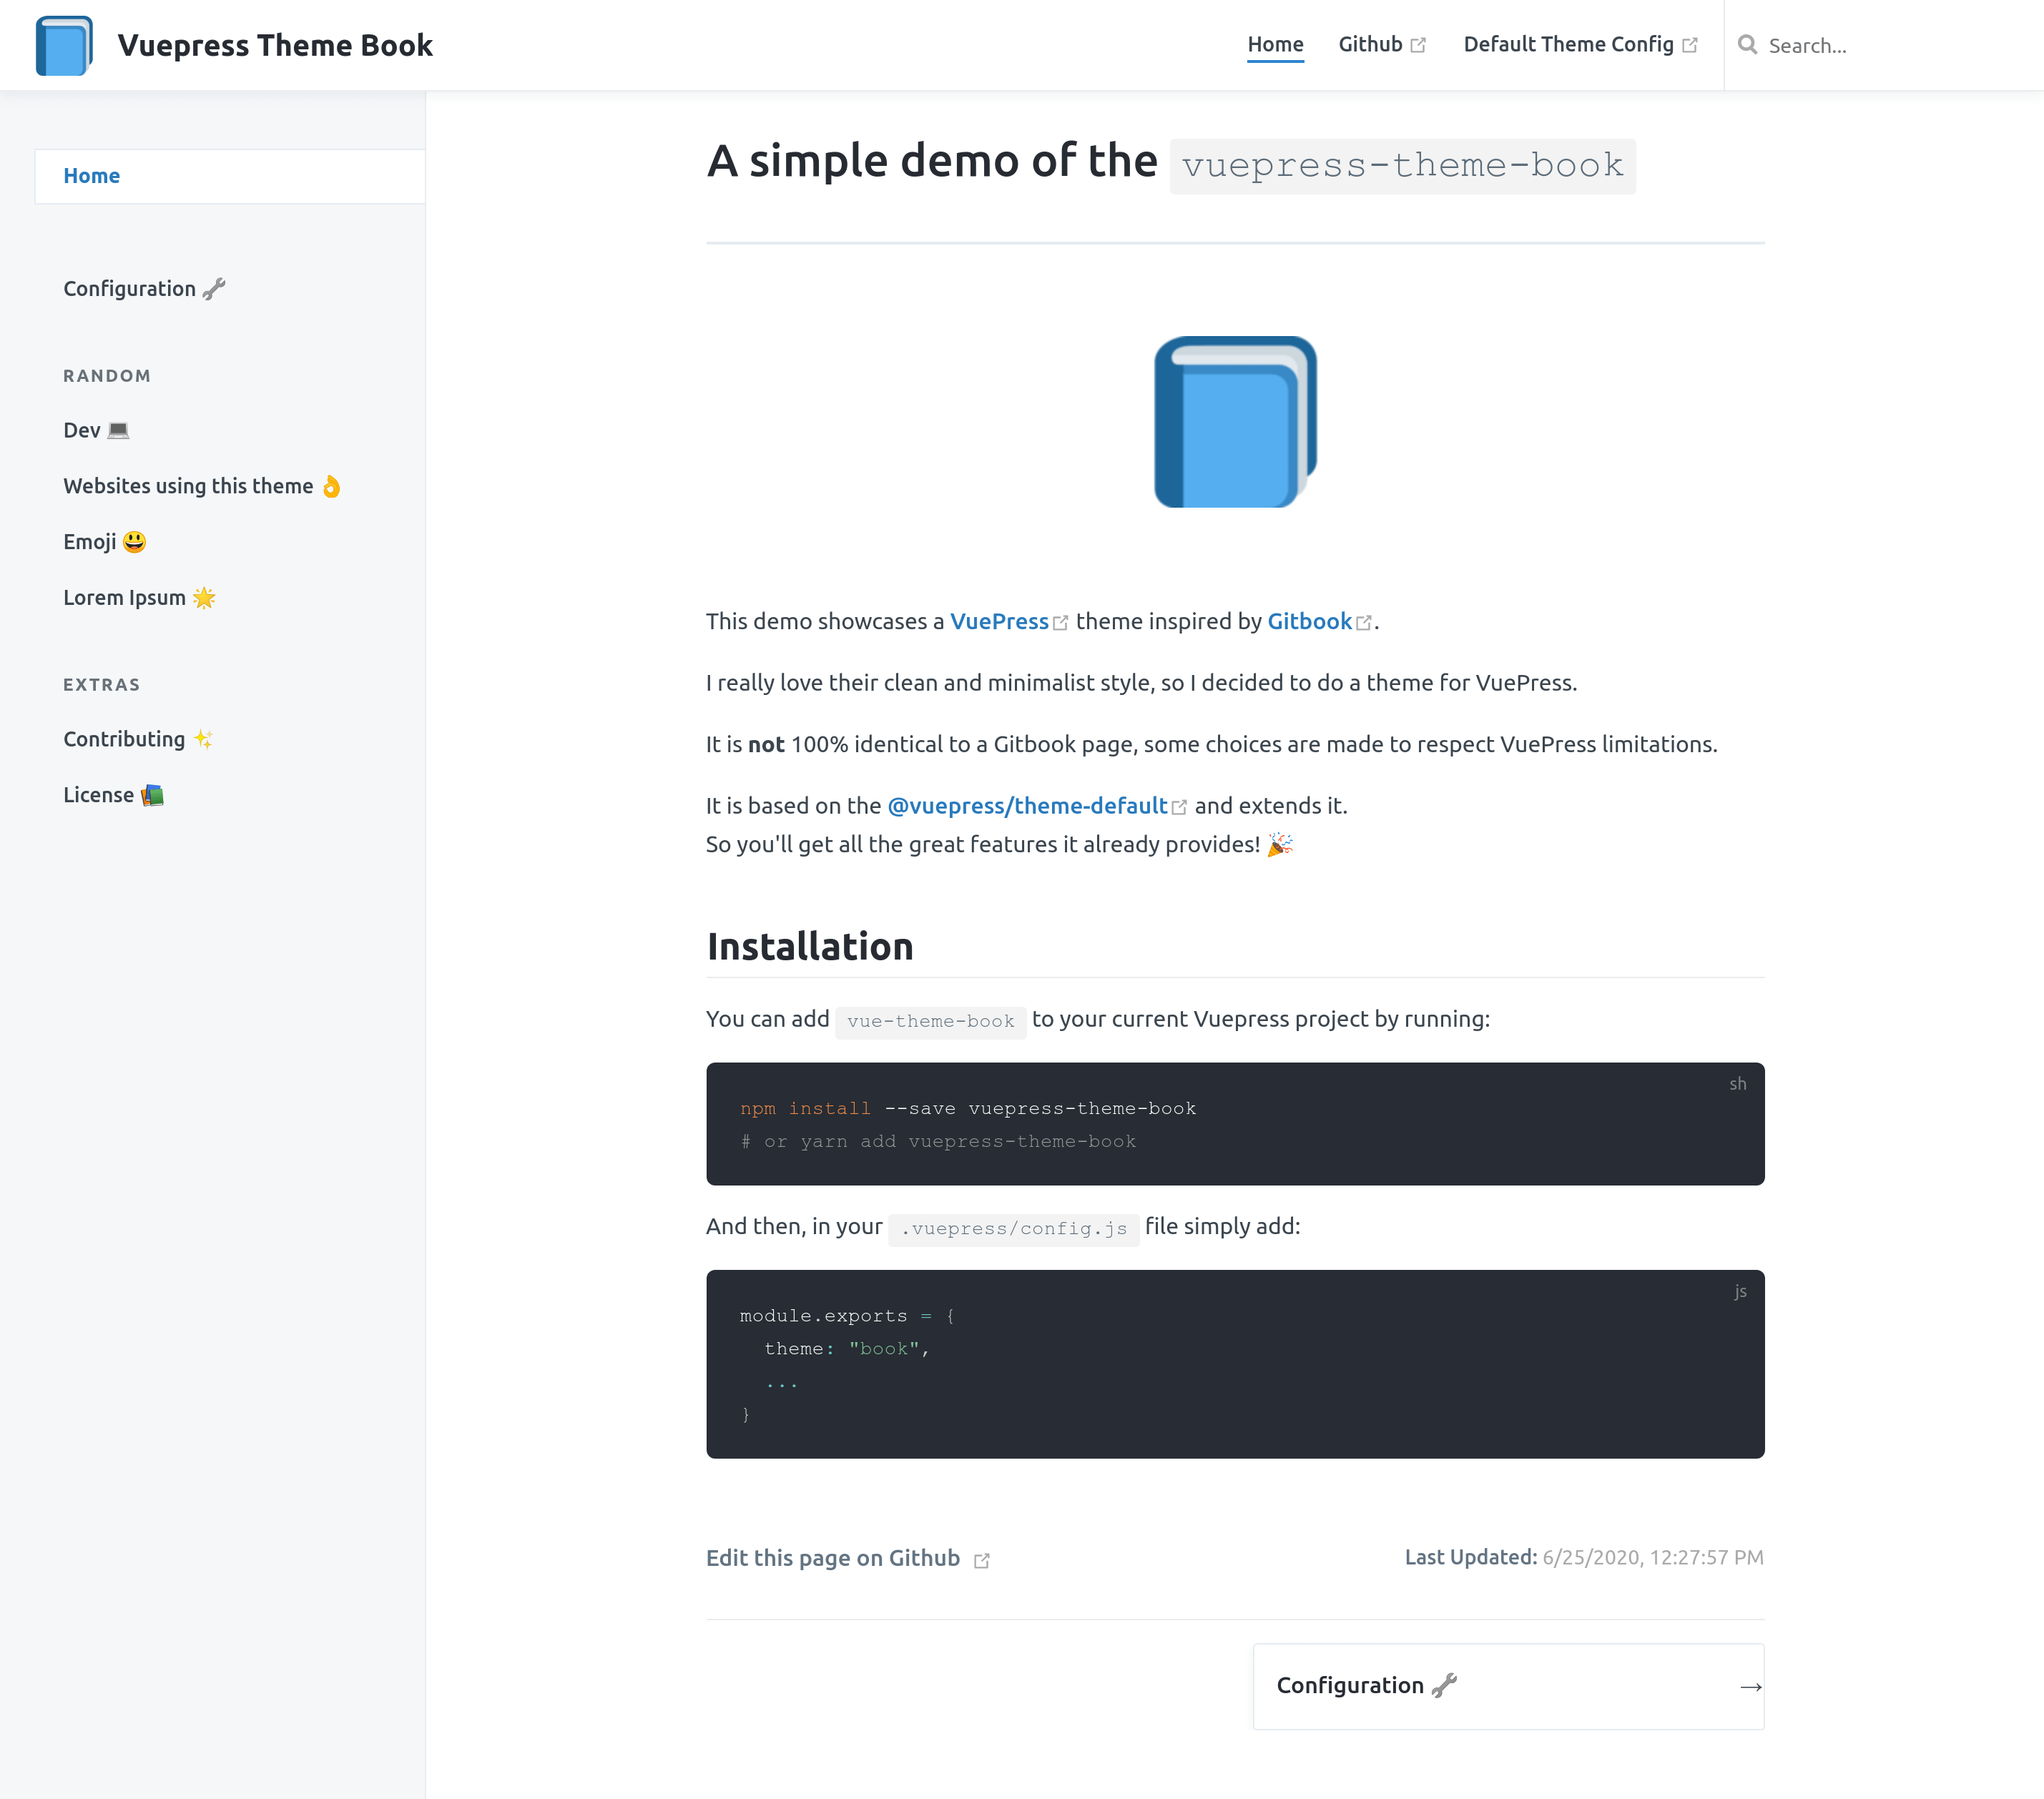 Vuepress Theme Book
Home Github Default Theme Config Search...
Home
Configuration 🔧
RANDOM
Dev 💻
Websites using this theme 👌
Emoji 😃
Lorem Ipsum 🌟
EXTRAS
Contributing ✨
License 📚
A simple demo of the vuepress-theme-book
This demo showcases a VuePress theme inspired by Gitbook.
I really love their clean and minimalist style, so I decided to do a theme for VuePress.
It is not 100% identical to a Gitbook page, some choices are made to respect VuePress limitations.
It is based on the @vuepress/theme-default and extends it.
So you'll get all the great features it already provides! 🎉
Installation
You can add vue-theme-book to your current Vuepress project by running:
sh
npm install --save vuepress-theme-book
# or yarn add vuepress-theme-book
And then, in your .vuepress/config.js file simply add:
js
module.exports = {
  theme: "book",
  ...
}
Edit this page on Github
Last Updated: 6/25/2020, 12:27:57 PM
Configuration 🔧 →